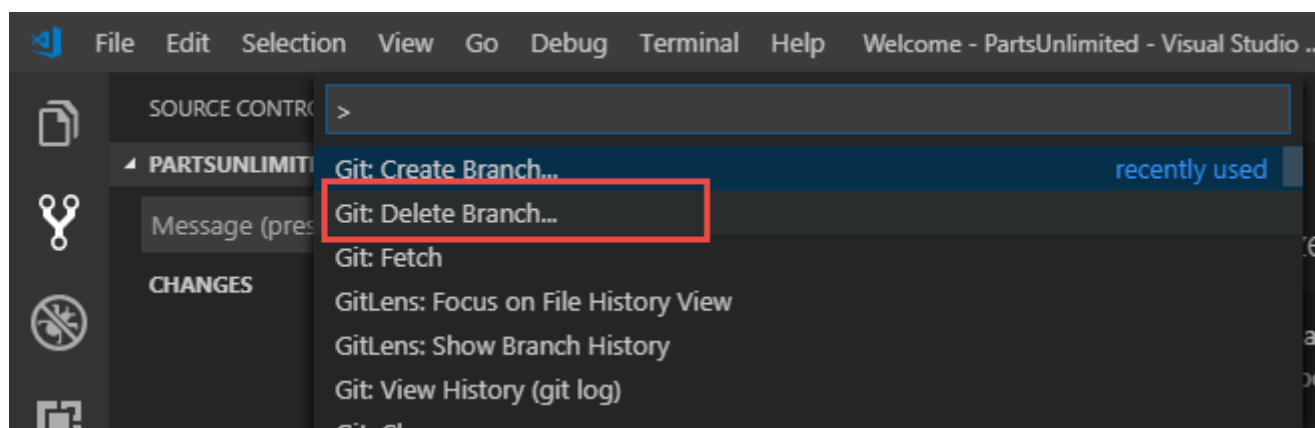 File Edit Selection View Go Debug Terminal Help Welcome - PartsUnlimited - Visual Studio ...
SOURCE CONTR
>
PARTSUNLIMIT
Git: Create Branch... recently used
Git: Delete Branch...
Message (pres
Git: Fetch
CHANGES
GitLens: Focus on File History View
GitLens: Show Branch History
Git: View History (git log)